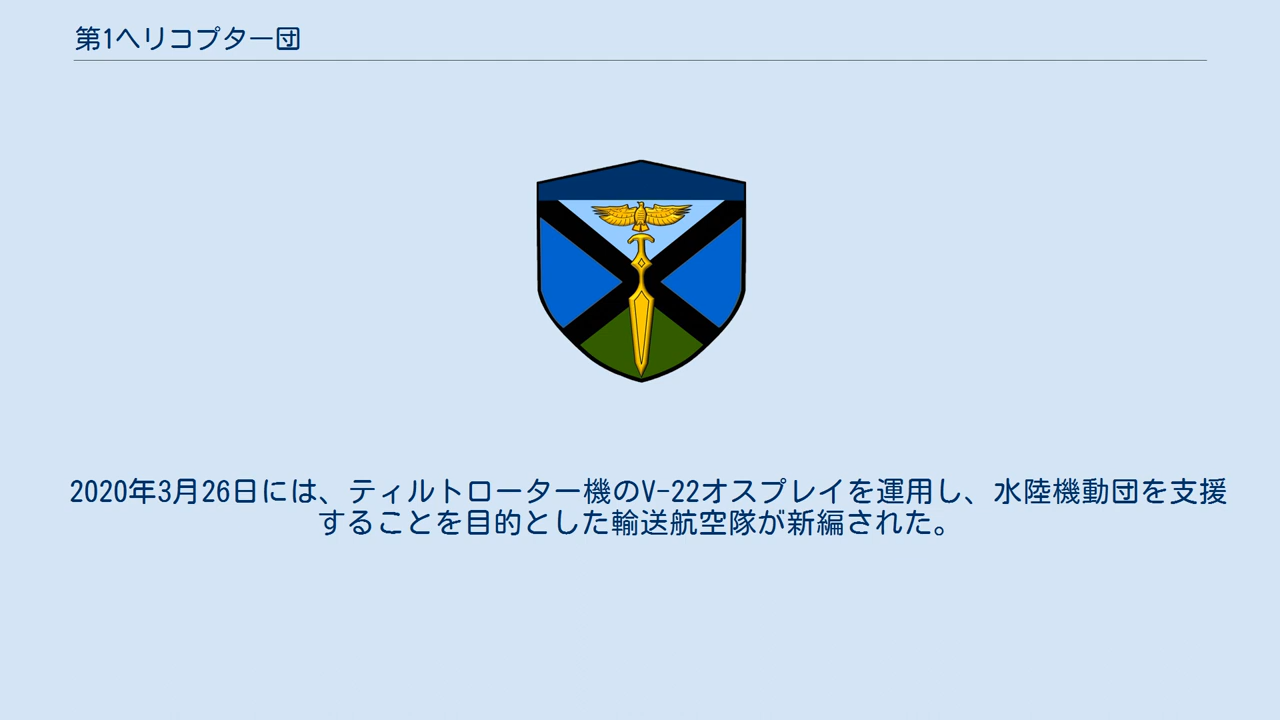 第1ヘリコプター団
2020年3月26日には、ティルトローター機のV-22オスプレイを運用し、水陸機動団を支援
することを目的とした輸送航空隊が新編された。